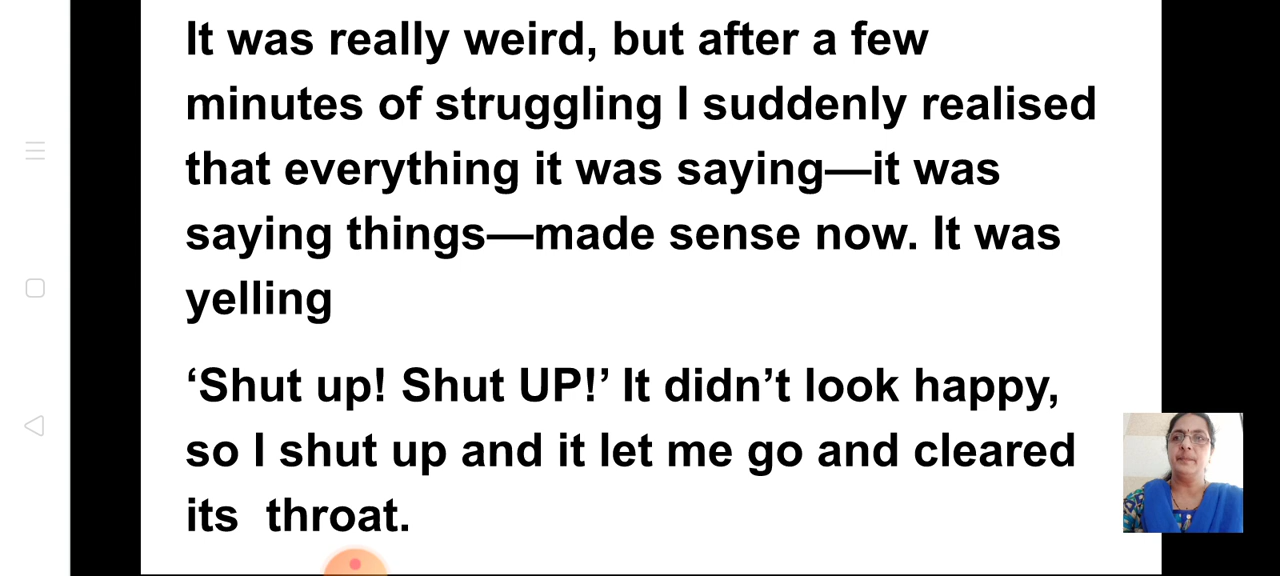 It was really weird, but after a few
minutes of struggling I suddenly realised
that everything it was saying—it was
saying things—made sense now. It was
yelling
‘Shut up! Shut UP!’ It didn’t look happy,
so I shut up and it let me go and cleared
its  throat.